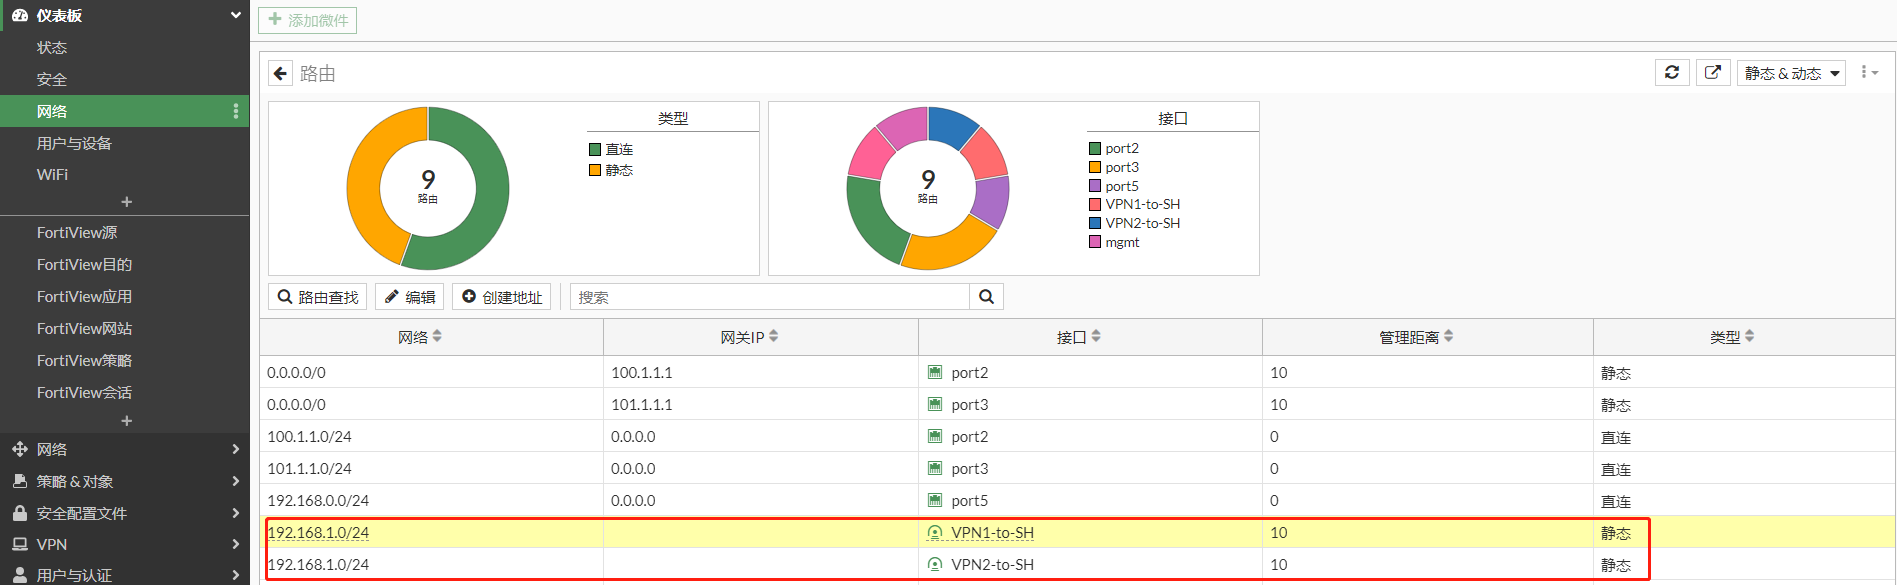 仪表板
状态
安全
网络
用户与设备
WiFi
FortiView源
FortiView目的
FortiView应用
FortiView网站
FortiView策略
FortiView会话
网络
策略 & 对象
安全配置文件
VPN
用户与认证
添加微件
路由
静态 & 动态
9
路由
类型
直连
静态
9
路由
接口
port2
port3
port5
VPN1-to-SH
VPN2-to-SH
mgmt
路由查找 编辑 创建地址 搜索
网络 网关IP 接口 管理距离 类型
0.0.0.0/0 100.1.1.1 port2 10 静态
0.0.0.0/0 101.1.1.1 port3 10 静态
100.1.1.0/24 0.0.0.0 port2 0 直连
101.1.1.0/24 0.0.0.0 port3 0 直连
192.168.0.0/24 0.0.0.0 port5 0 直连
192.168.1.0/24 VPN1-to-SH 10 静态
192.168.1.0/24 VPN2-to-SH 10 静态